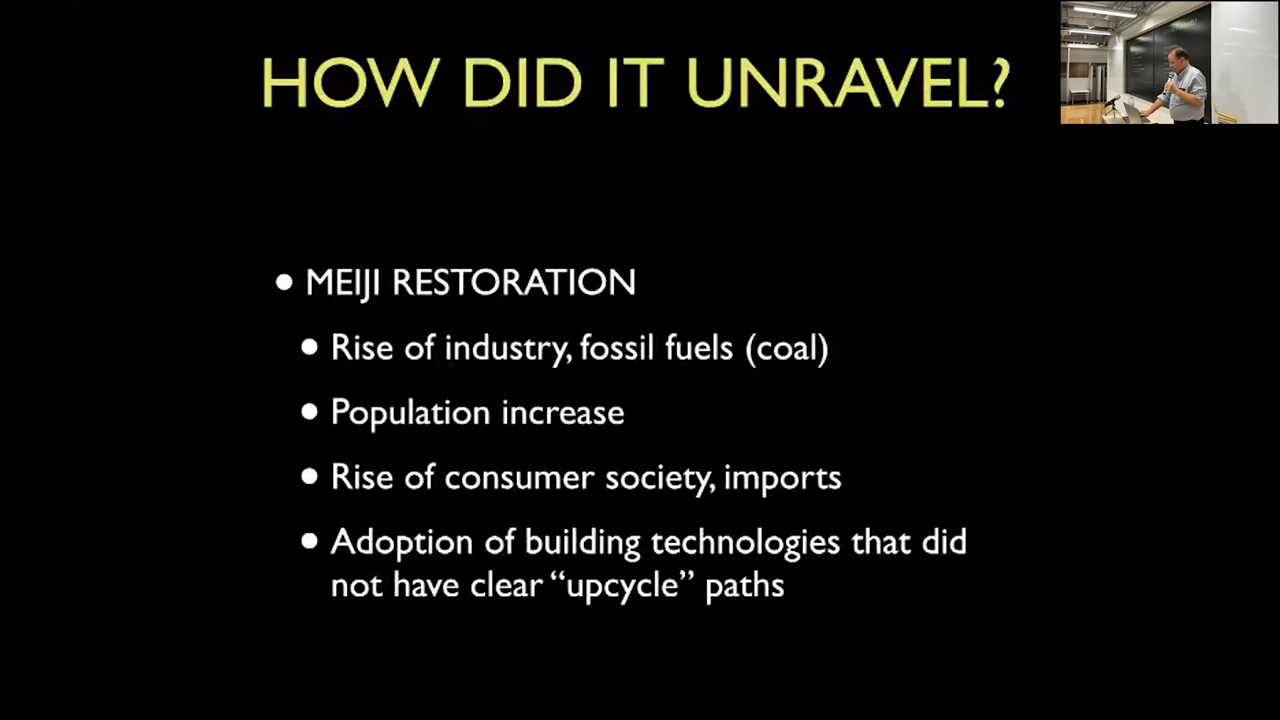 HOW DID IT UNRAVEL?
• MEIJI RESTORATION
• Rise of industry, fossil fuels (coal)
• Population increase
• Rise of consumer society, imports
• Adoption of building technologies that did
not have clear “upcycle” paths